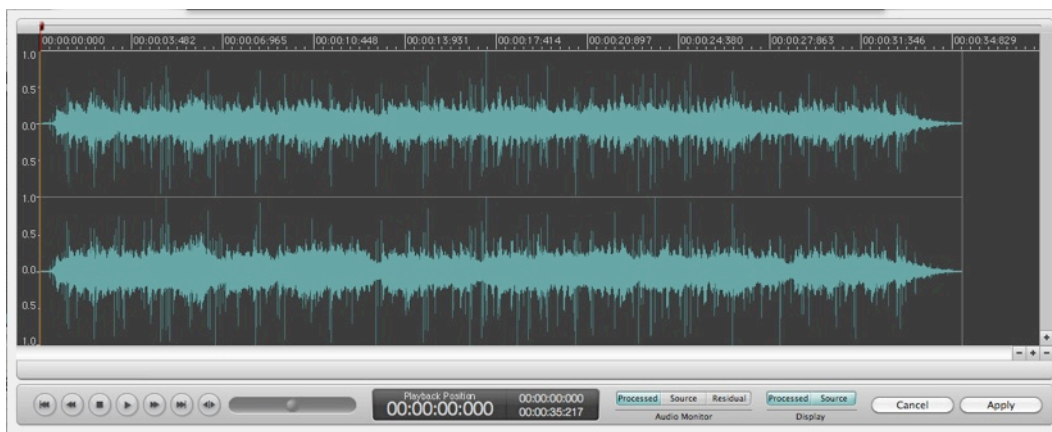 00:00:00:000 00:00:03:482 00:00:06:965 00:00:10:448 00:00:13:931 00:00:17:414 00:00:20:897 00:00:24:380 00:00:27:863 00:00:31:346 00:00:34:829
1.0
0.5
0.0
0.5
1.0
0.5
0.0
0.5
1.0
Playback Position
00:00:00:000
00:00:00:000
00:00:35:217
Processed Source Residual
Audio Monitor
Processed Source
Display
Cancel
Apply